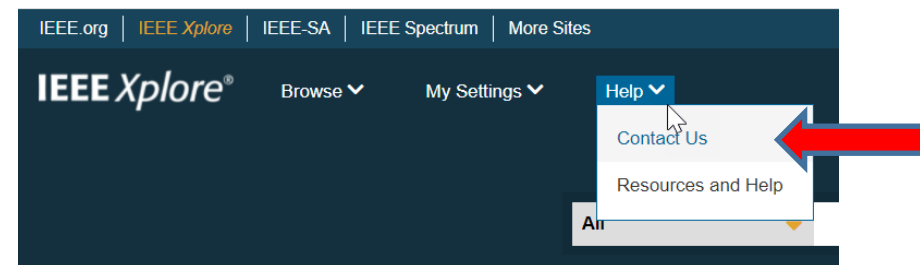 IEEE.org | IEEE Xplore | IEEE-SA | IEEE Spectrum | More Sites
IEEE Xplore® Browse My Settings Help
Contact Us
Resources and Help
All